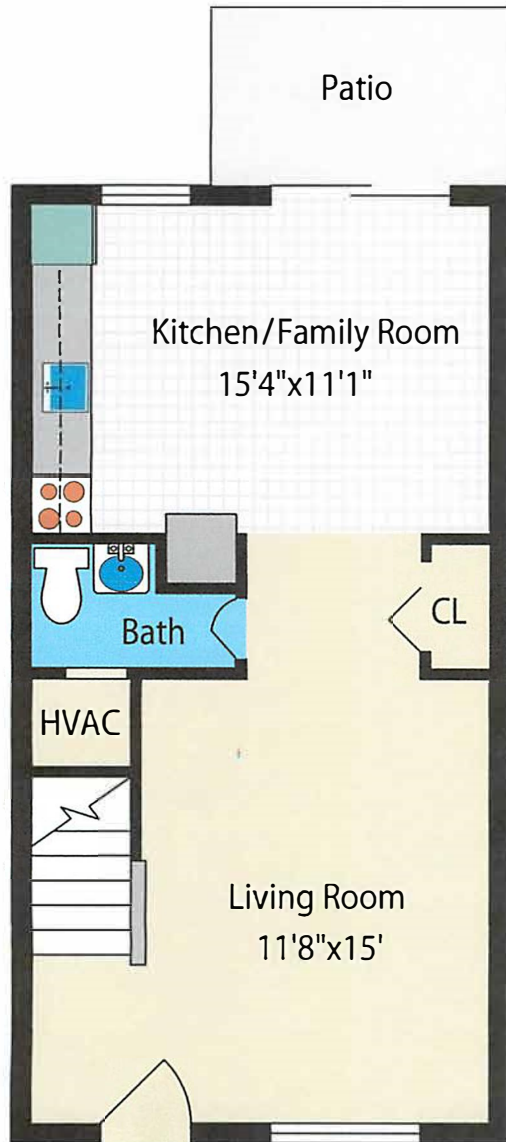 Patio
Kitchen/Family Room
15'4"x11'1"
Bath
CL
HVAC
Living Room
11'8"x15'